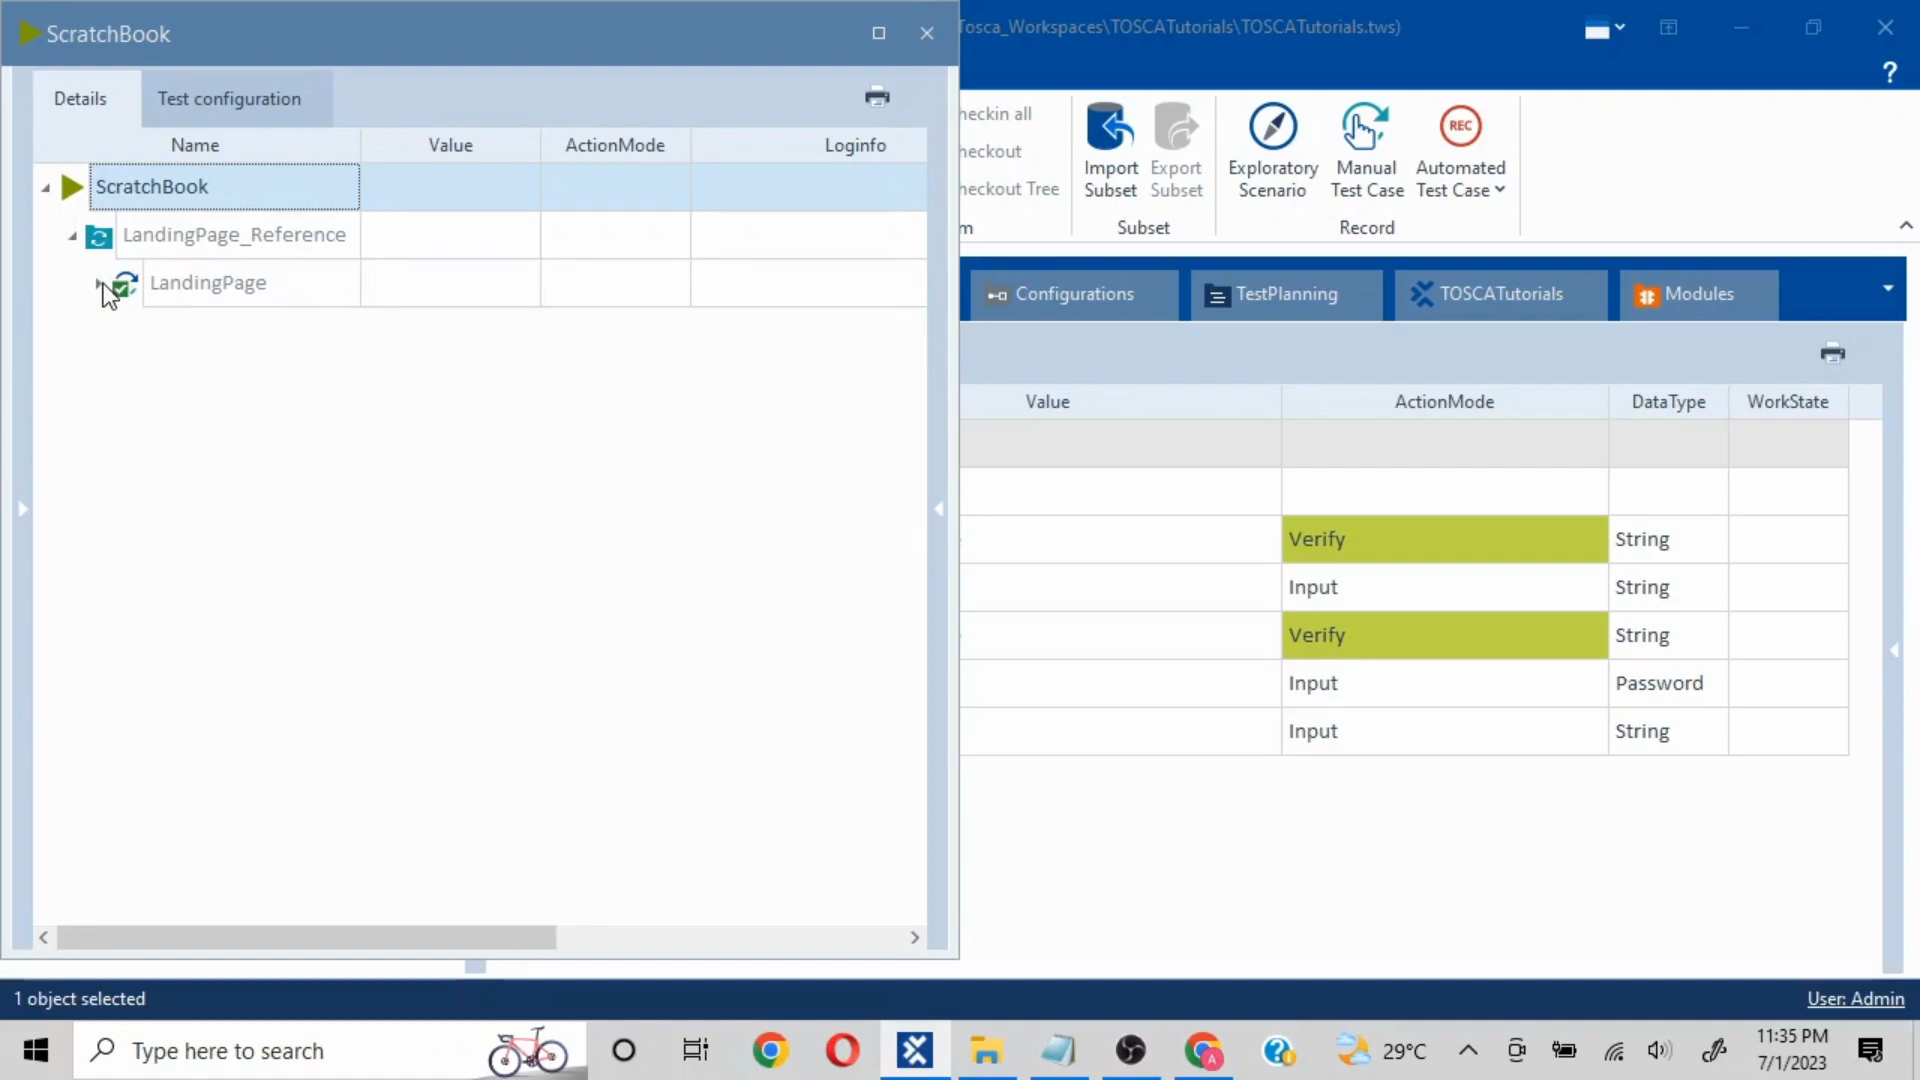 ScratchBook
Tosca_Workspaces\TOSCATutorials\TOSCATutorials.tws)
?
Details
Test configuration
Name
Value
ActionMode
Loginfo
ScratchBook
LandingPage_Reference
LandingPage
heckin all
heckout
heckout Tree
m
Import
Subset
Export
Subset
Subset
Exploratory
Scenario
Manual
Test Case
REC
Automated
Test Case
Record
Configurations
TestPlanning
TOSCATutorials
Modules
Value
ActionMode
DataType
WorkState
Verify
String
Input
String
Verify
String
Input
Password
Input
String
1 object selected
User: Admin
Type here to search
A
29°C
11:35 PM
7/1/2023